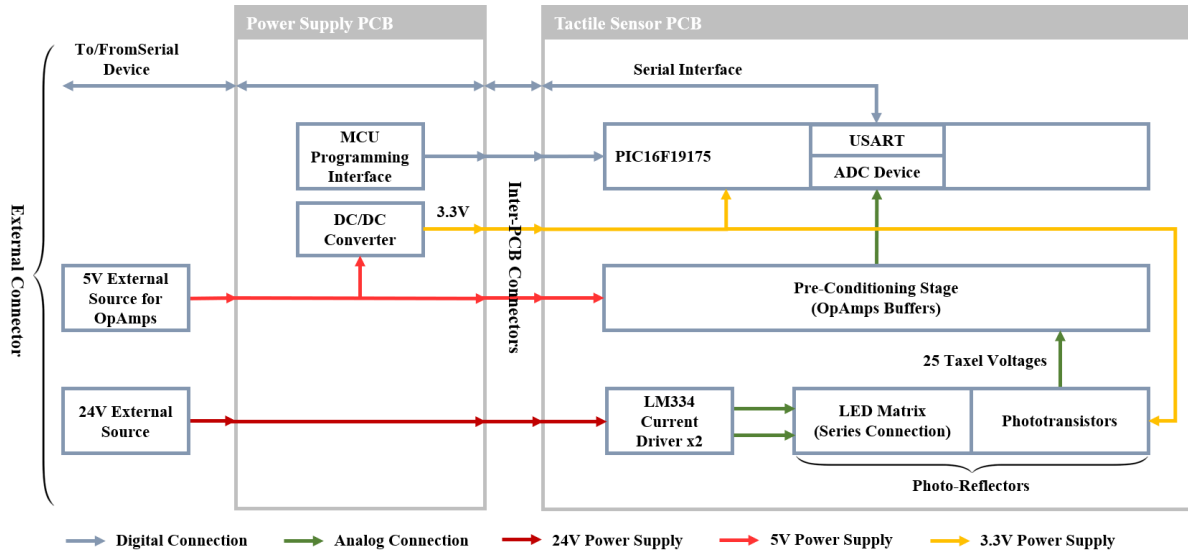 Power Supply PCB
Tactile Sensor PCB
To/FromSerial
Device
Serial Interface
MCU
Programming
Interface
PIC16F19175
USART
ADC Device
External Connector
Inter-PCB Connectors
3.3V
DC/DC
Converter
5V External
Source for
OpAmps
Pre-Conditioning Stage
(OpAmps Buffers)
25 Taxel Voltages
24V External
Source
LM334
Current
Driver x2
LED Matrix
(Series Connection)
Phototransistors
Photo-Reflectors
Digital Connection
Analog Connection
24V Power Supply
5V Power Supply
3.3V Power Supply